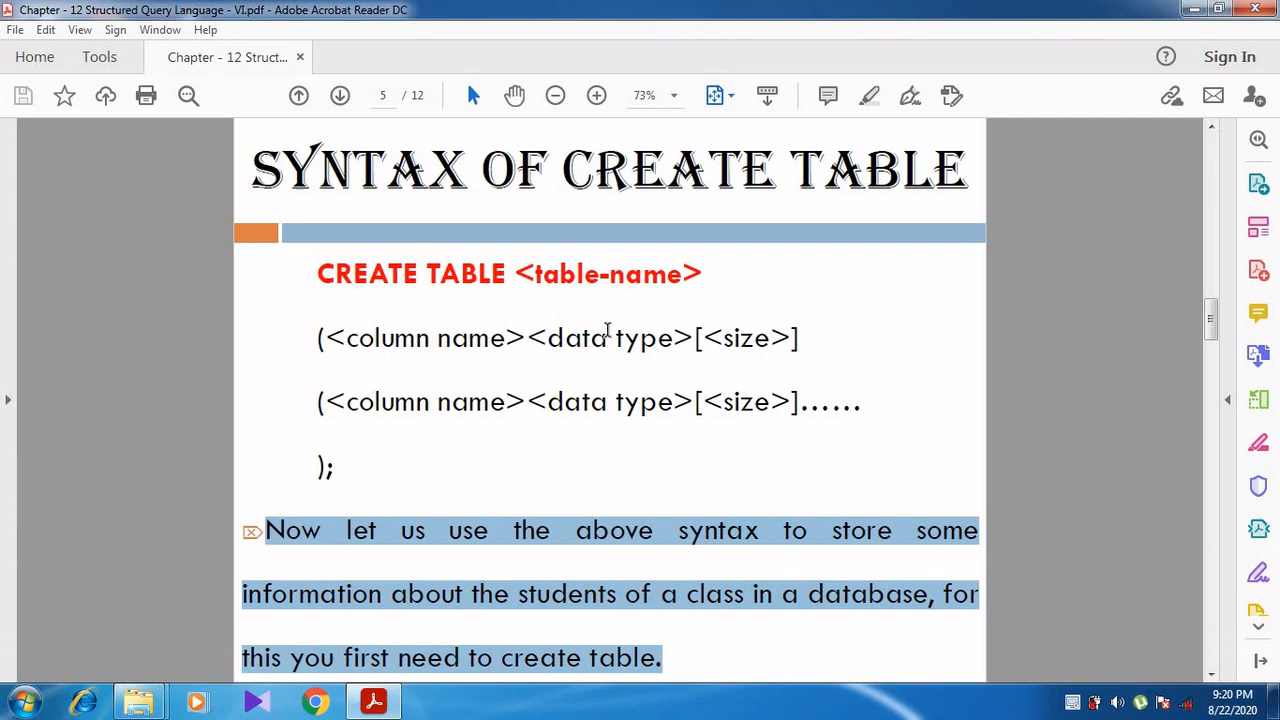 Chapter - 12 Structured Query Language - VI.pdf - Adobe Acrobat Reader DC
File Edit View Sign Window Help
Home Tools Chapter - 12 Struct... × Sign In
5 / 12 73%
SYNTAX OF CREATE TABLE
CREATE TABLE <table-name>
(<column name><data type>[<size>]
(<column name><data type>[<size>]......
);
Now let us use the above syntax to store some
information about the students of a class in a database, for
this you first need to create table.
9:20 PM
8/22/2020